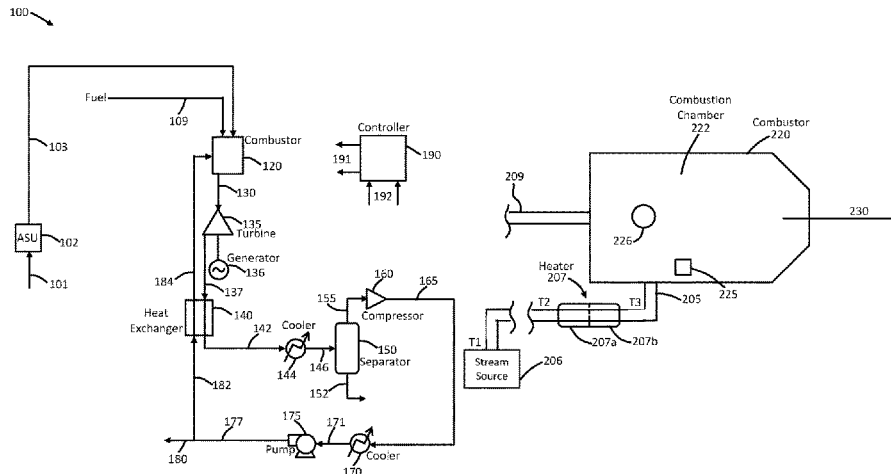 100
Fuel
109
103
Combustor
120
Controller
190
191
192
130
135
Turbine
ASU
102
101
184
Generator
136
137
Heat
Exchanger
140
142
Cooler
144
146
155
160
Compressor
165
150
Separator
152
182
177
180
175
Pump
171
170
Cooler
Combustion
Chamber
222
Combustor
220
209
226
230
225
Heater
207
T2
T3
205
207a
207b
T1
Stream
Source
206